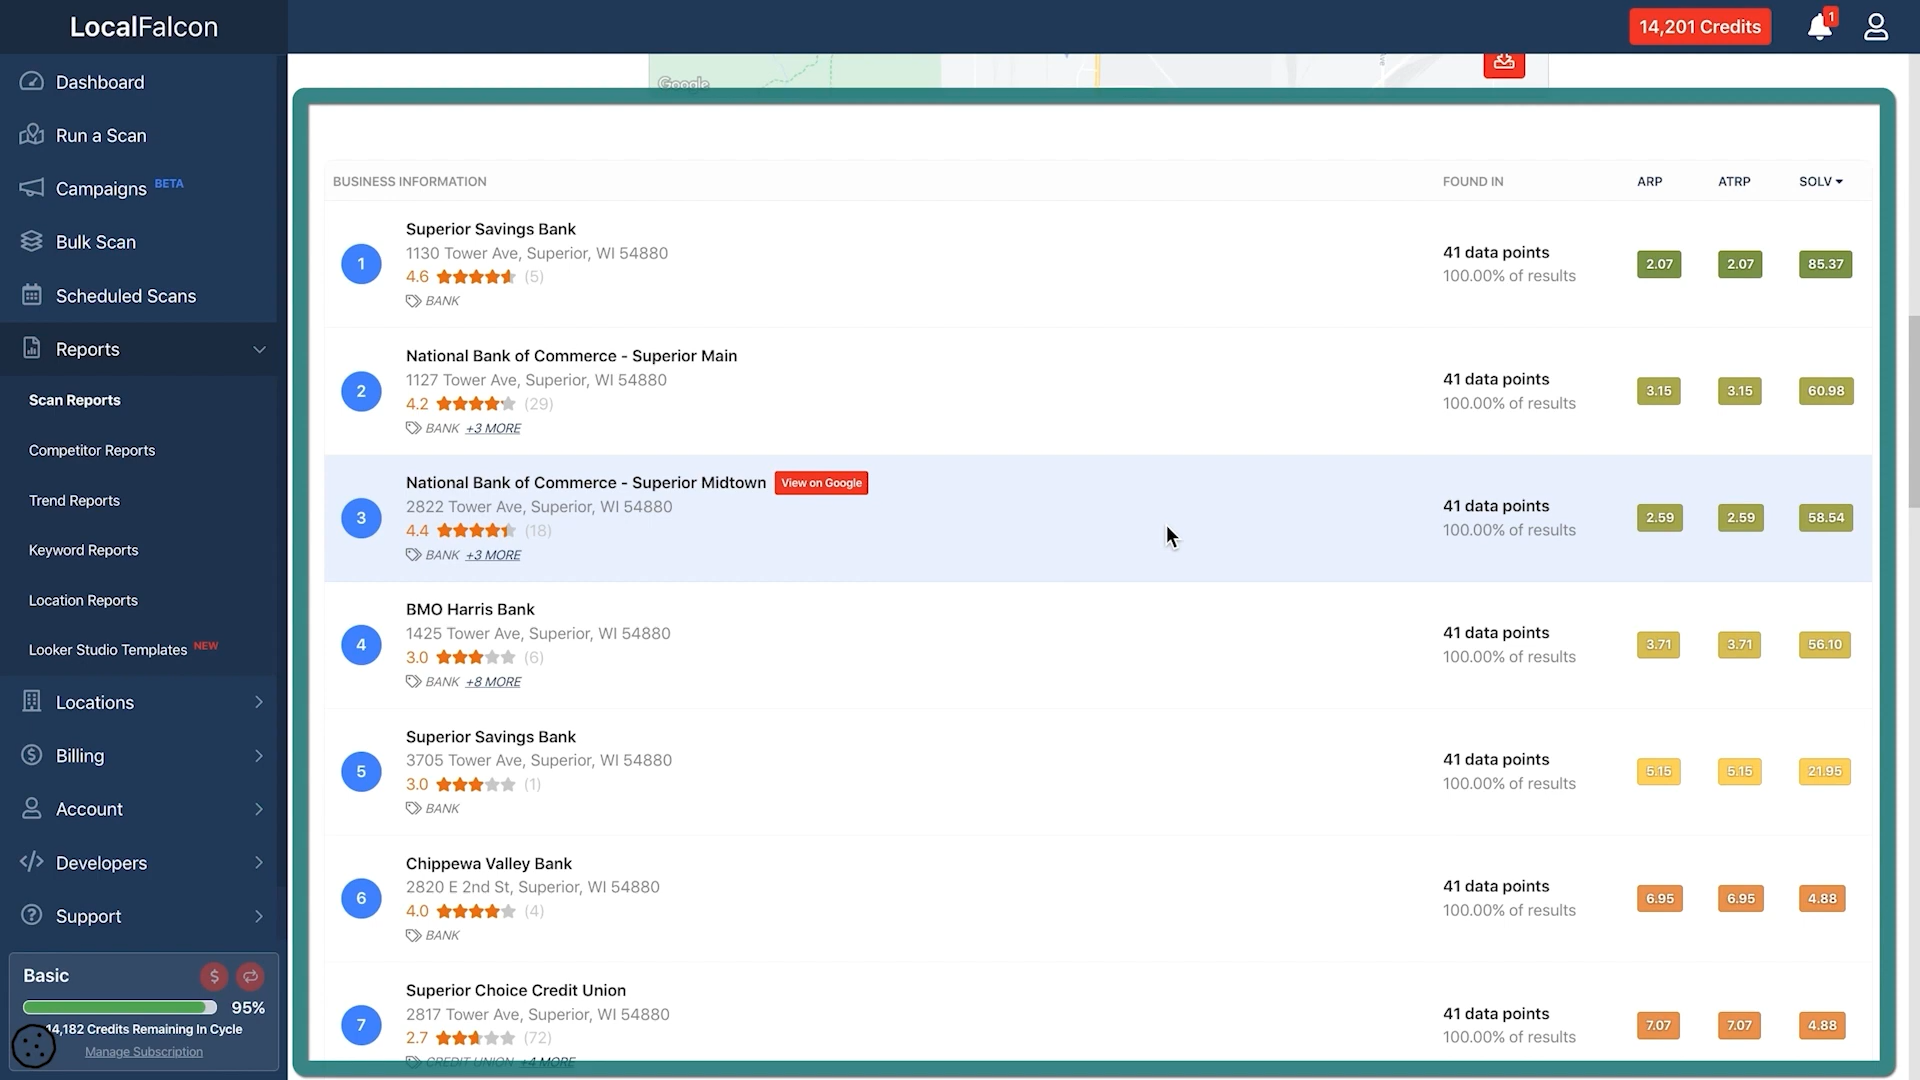 LocalFalcon
14,201 Credits
1
Dashboard
Run a Scan
Campaigns BETA
Bulk Scan
Scheduled Scans
Reports
Scan Reports
Competitor Reports
Trend Reports
Keyword Reports
Location Reports
Looker Studio Templates NEW
Locations
Billing
Account
Developers
Support
Basic
$
95%
14,182 Credits Remaining In Cycle
Manage Subscription
Google
BUSINESS INFORMATION FOUND IN ARP ATRP SOLV
1
Superior Savings Bank
1130 Tower Ave, Superior, WI 54880
4.6 (5)
BANK
41 data points
100.00% of results
2.07 2.07 85.37
2
National Bank of Commerce - Superior Main
1127 Tower Ave, Superior, WI 54880
4.2 (29)
BANK +3 MORE
41 data points
100.00% of results
3.15 3.15 60.98
3
National Bank of Commerce - Superior Midtown View on Google
2822 Tower Ave, Superior, WI 54880
4.4 (18)
BANK +3 MORE
41 data points
100.00% of results
2.59 2.59 58.54
4
BMO Harris Bank
1425 Tower Ave, Superior, WI 54880
3.0 (6)
BANK +8 MORE
41 data points
100.00% of results
3.71 3.71 56.10
5
Superior Savings Bank
3705 Tower Ave, Superior, WI 54880
3.0 (1)
BANK
41 data points
100.00% of results
5.15 5.15 21.95
6
Chippewa Valley Bank
2820 E 2nd St, Superior, WI 54880
4.0 (4)
BANK
41 data points
100.00% of results
6.95 6.95 4.88
7
Superior Choice Credit Union
2817 Tower Ave, Superior, WI 54880
2.7 (72)
CREDIT UNION +4 MORE
41 data points
100.00% of results
7.07 7.07 4.88